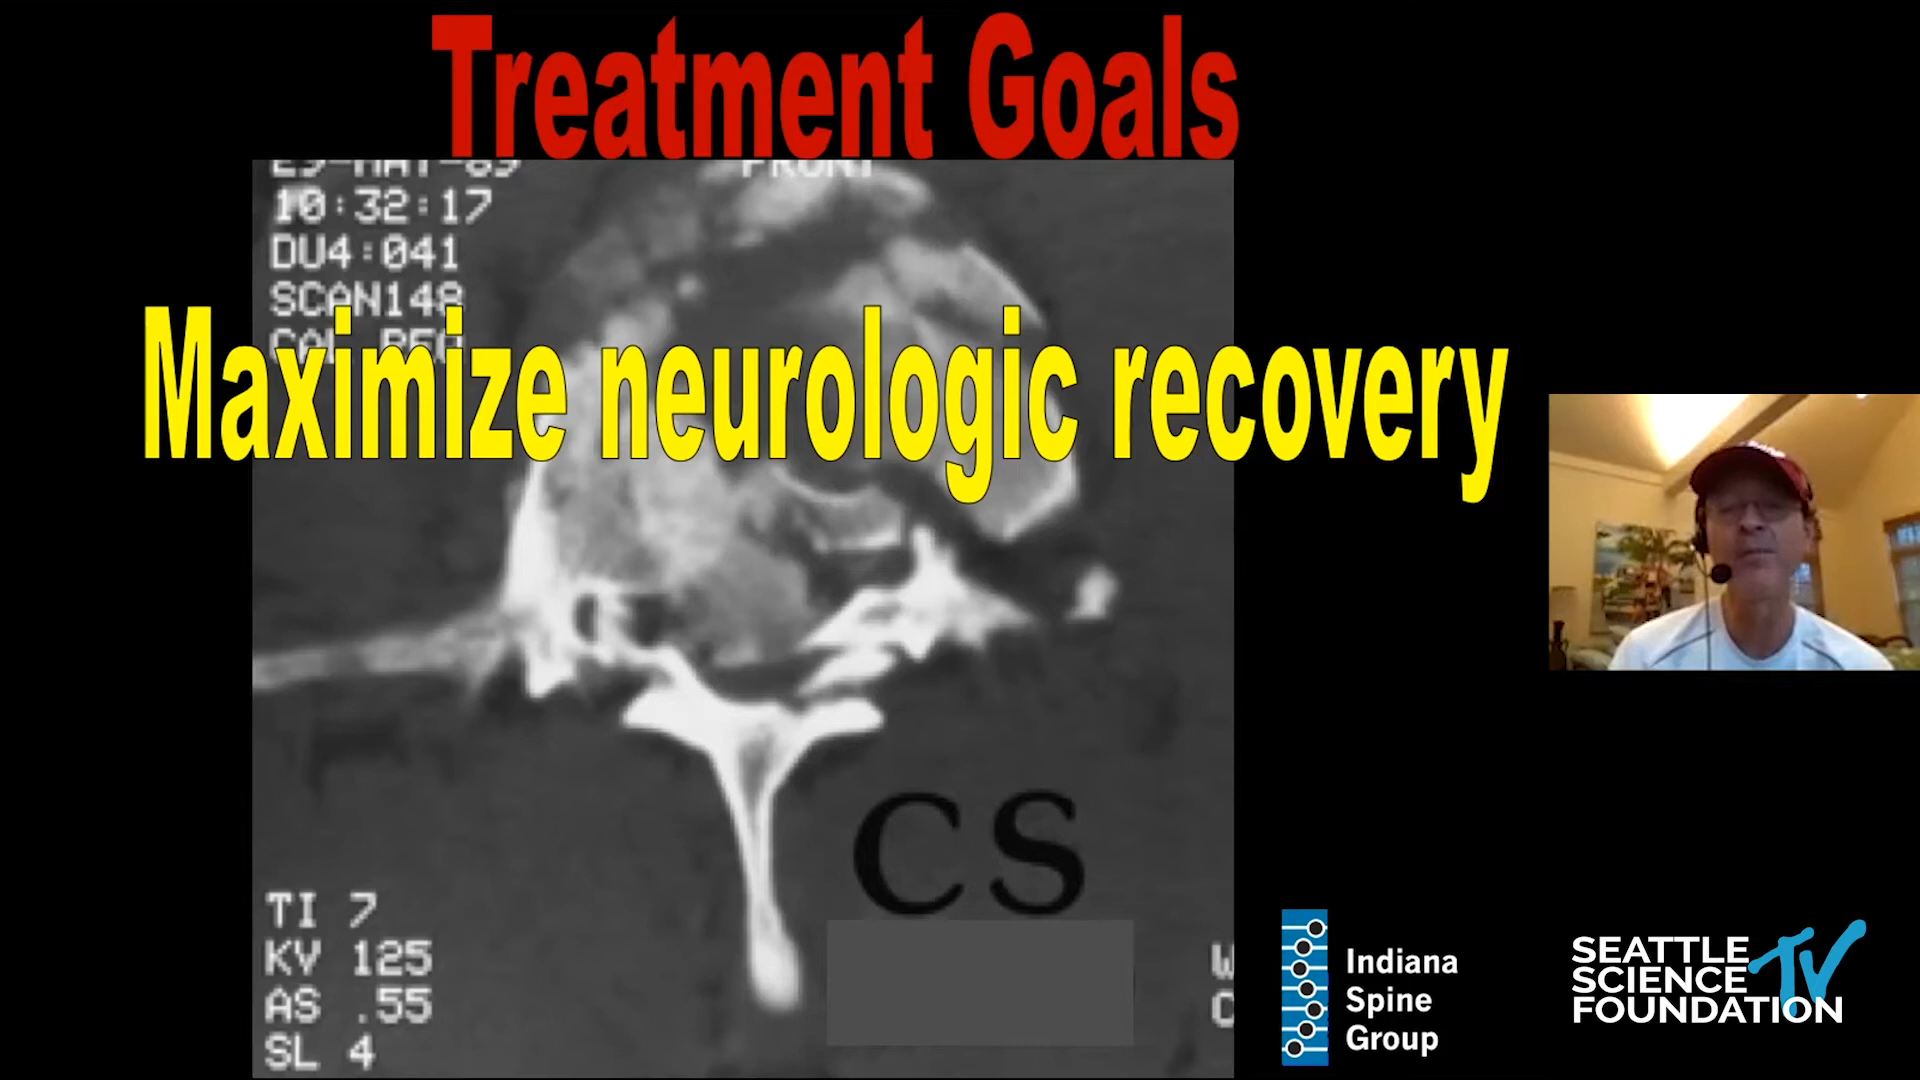 Treatment Goals
10:32:17
DU4:041
SCAN148
Maximize neurologic recovery
CS
TI 7
KV 125
AS .55
SL 4
Indiana
Spine
Group
SEATTLE
SCIENCE
FOUNDATION
TV